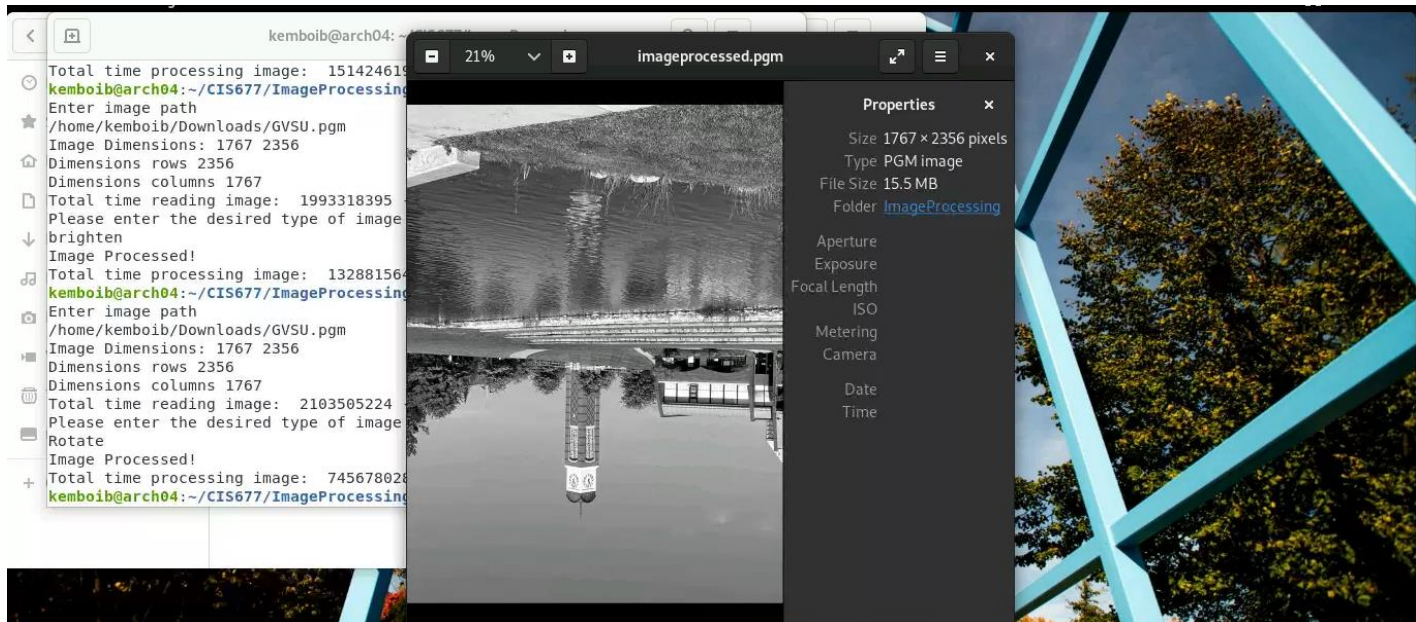 kemboib@arch04: ~
Total time processing image:  151424619
kemboib@arch04:~/CIS677/ImageProcessing
Enter image path
/home/kemboib/Downloads/GVSU.pgm
Image Dimensions: 1767 2356
Dimensions rows 2356
Dimensions columns 1767
Total time reading image:  1993318395
Please enter the desired type of image
brighten
Image Processed!
Total time processing image:  132881564
kemboib@arch04:~/CIS677/ImageProcessing
Enter image path
/home/kemboib/Downloads/GVSU.pgm
Image Dimensions: 1767 2356
Dimensions rows 2356
Dimensions columns 1767
Total time reading image:  2103505224
Please enter the desired type of image
Rotate
Image Processed!
Total time processing image:  745678028
kemboib@arch04:~/CIS677/ImageProcessing
21%
imageprocessed.pgm
Properties
Size 1767 × 2356 pixels
Type PGM image
File Size 15.5 MB
Folder ImageProcessing
Aperture
Exposure
Focal Length
ISO
Metering
Camera
Date
Time